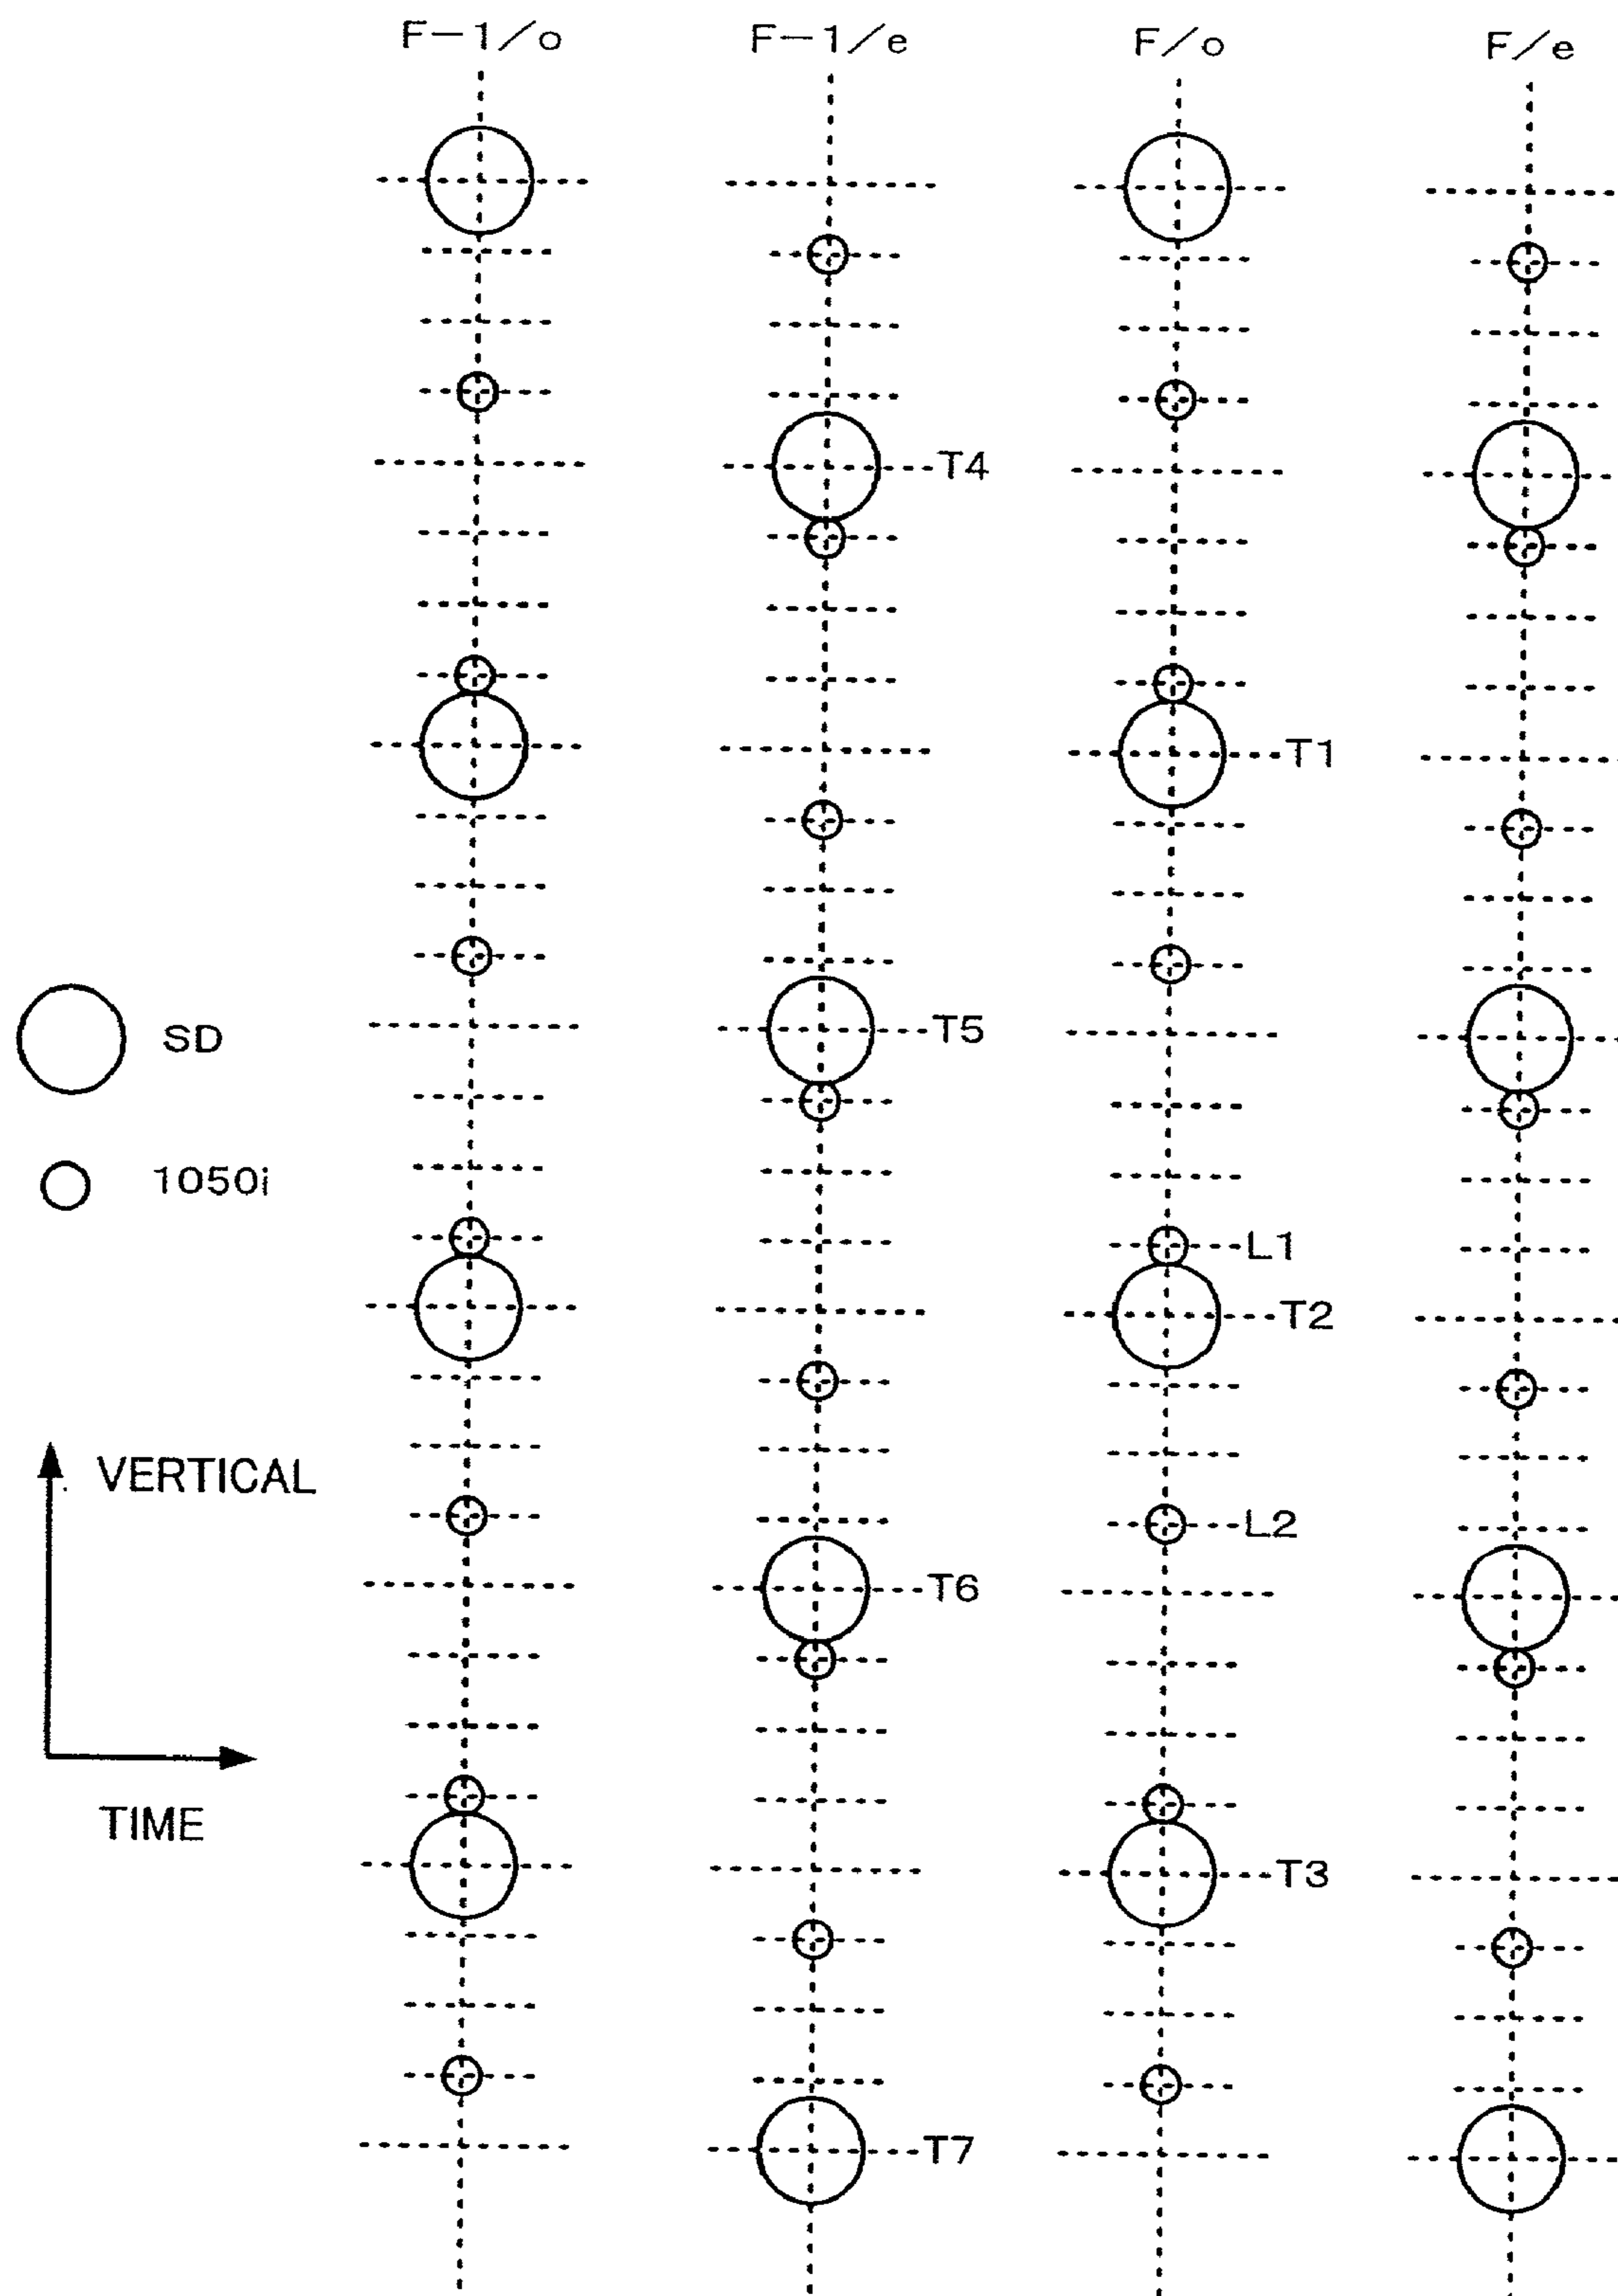 F-1/o F-1/e F/o F/e
T4
T1
T5
SD
1050i
L1
T2
VERTICAL
L2
T6
TIME
T3
T7